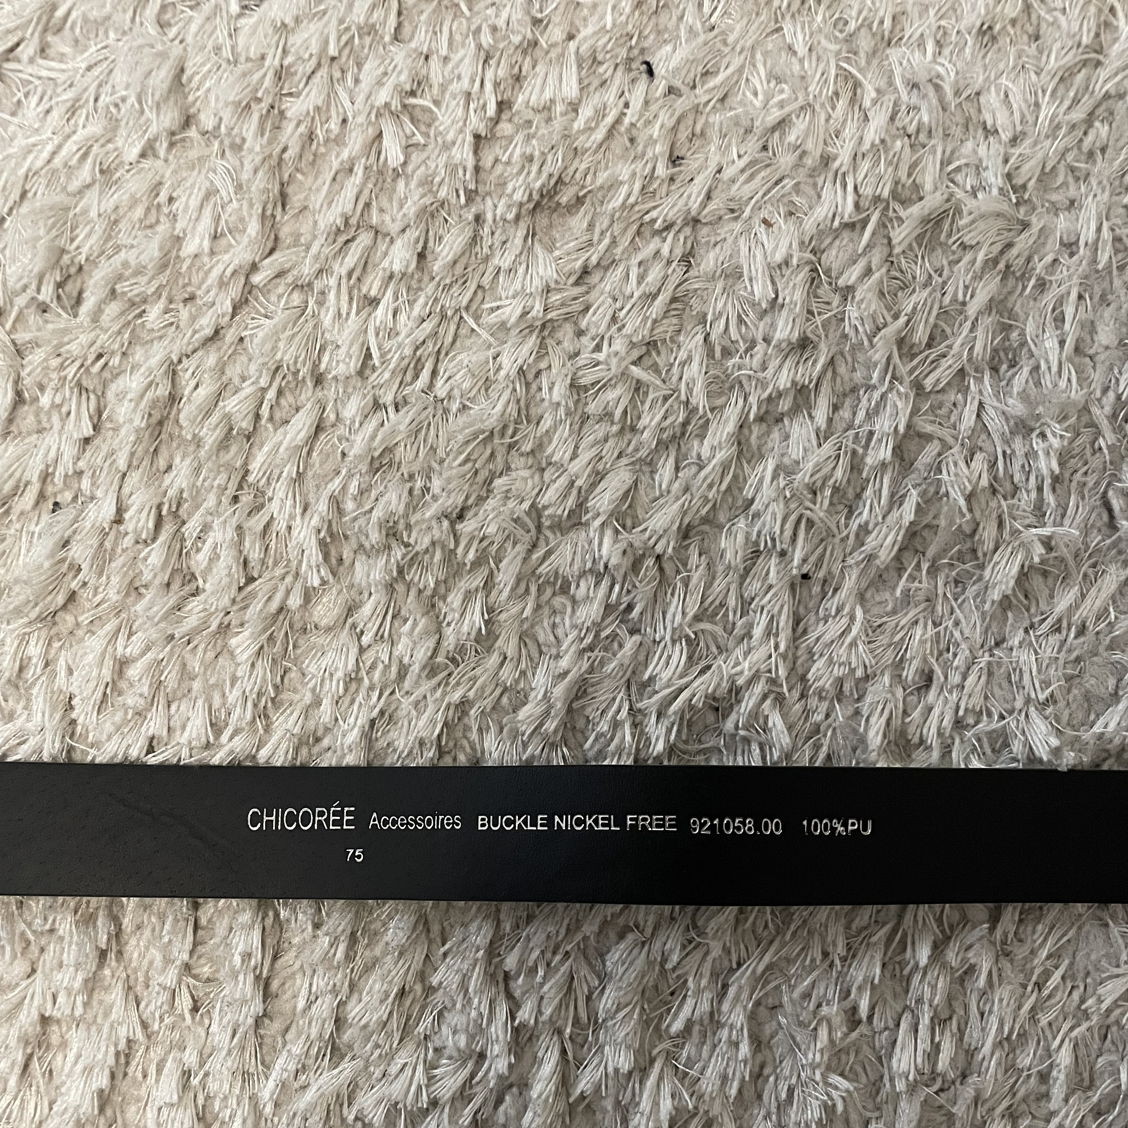 CHICORÉE Accessoires BUCKLE NICKEL FREE 921058.00 100%PU
75